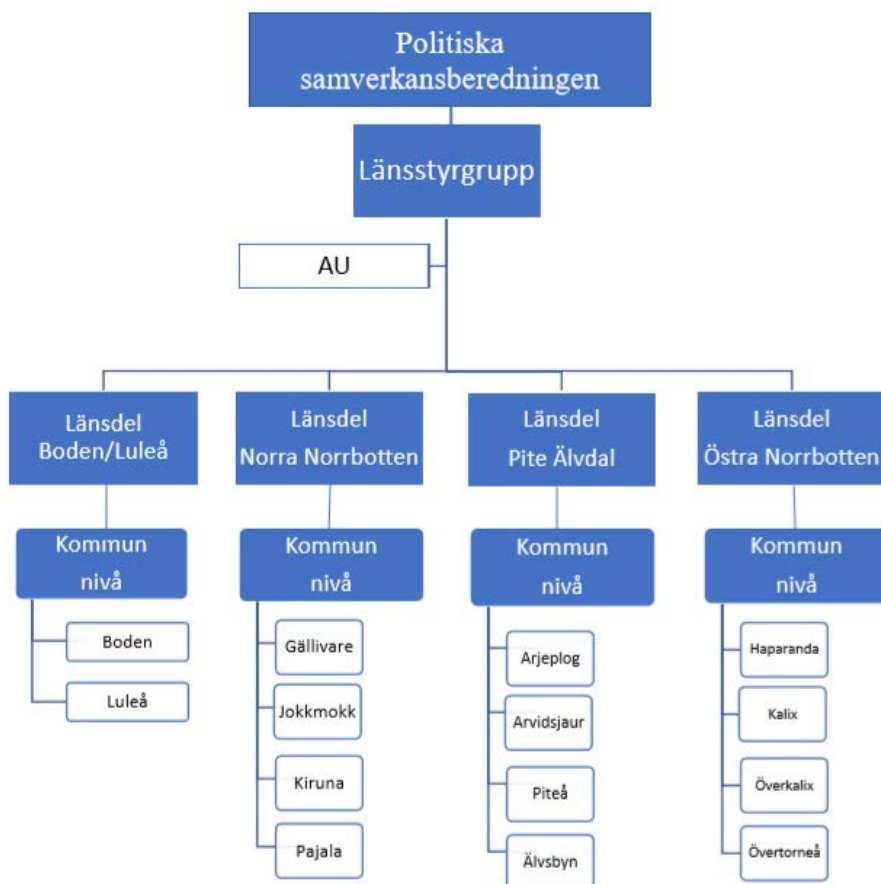 Politiska
samverkansberedningen
Länsstyrgrupp
AU
Länsdel
Boden/Luleå
Länsdel
Norra Norrbotten
Länsdel
Pite Älvdal
Länsdel
Östra Norrbotten
Kommun
nivå
Kommun
nivå
Kommun
nivå
Kommun
nivå
Boden
Luleå
Gällivare
Jokkmokk
Kiruna
Pajala
Arjeplog
Arvidsjaur
Piteå
Älvsbyn
Haparanda
Kalix
Överkalix
Övertorneå